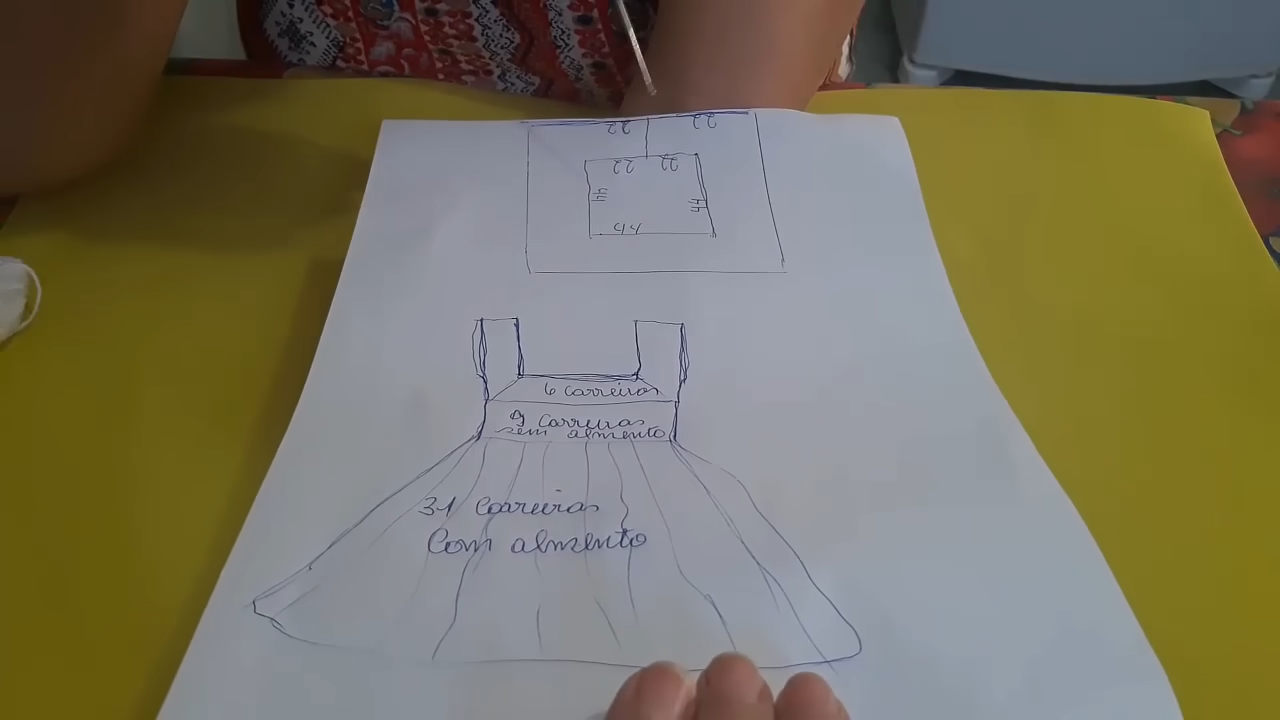 22 22
22 22
44 44
44
6 carreiras
9 carreiras
sem almento
31 carreiras
com almento